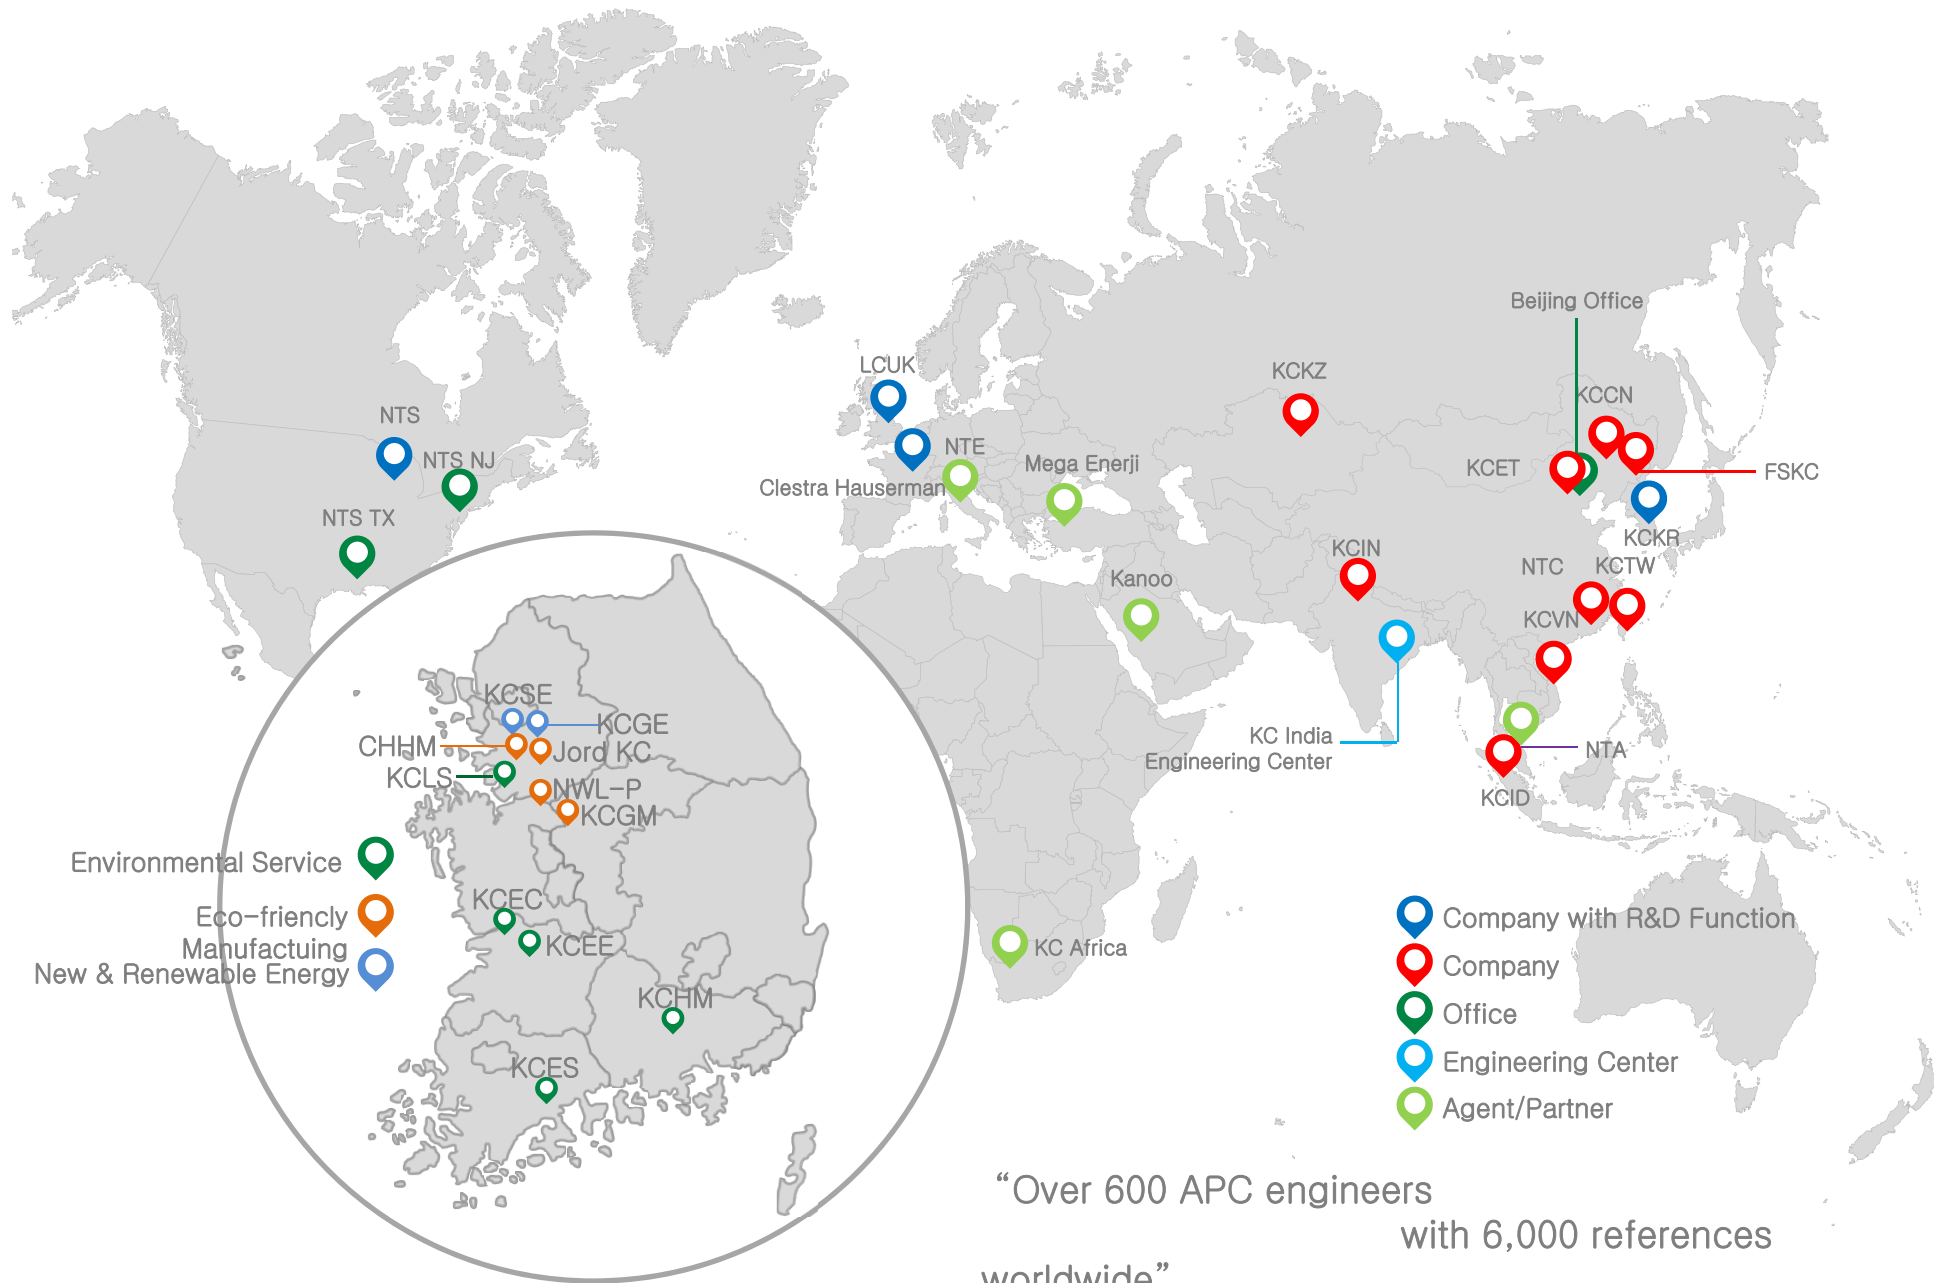 Beijing Office
LCUK
KCKZ
KCCN
NTS
NTE
NTS NJ
Mega Enerji
KCET
FSKC
Clestra Hauserman
NTS TX
KCKR
KCIN
NTC
KCTW
Kanoo
KCVN
KCSE
KCGE
KC India
Engineering Center
CHHM
Jord KC
NTA
KCLS
NWL-P
KCID
KCGM
Environmental Service
Eco-friencly
Manufactuing
New & Renewable Energy
KCEC
KCEE
KC Africa
KCHM
KCES
Company with R&D Function
Company
Office
Engineering Center
Agent/Partner
“Over 600 APC engineers
with 6,000 references
worldwide”